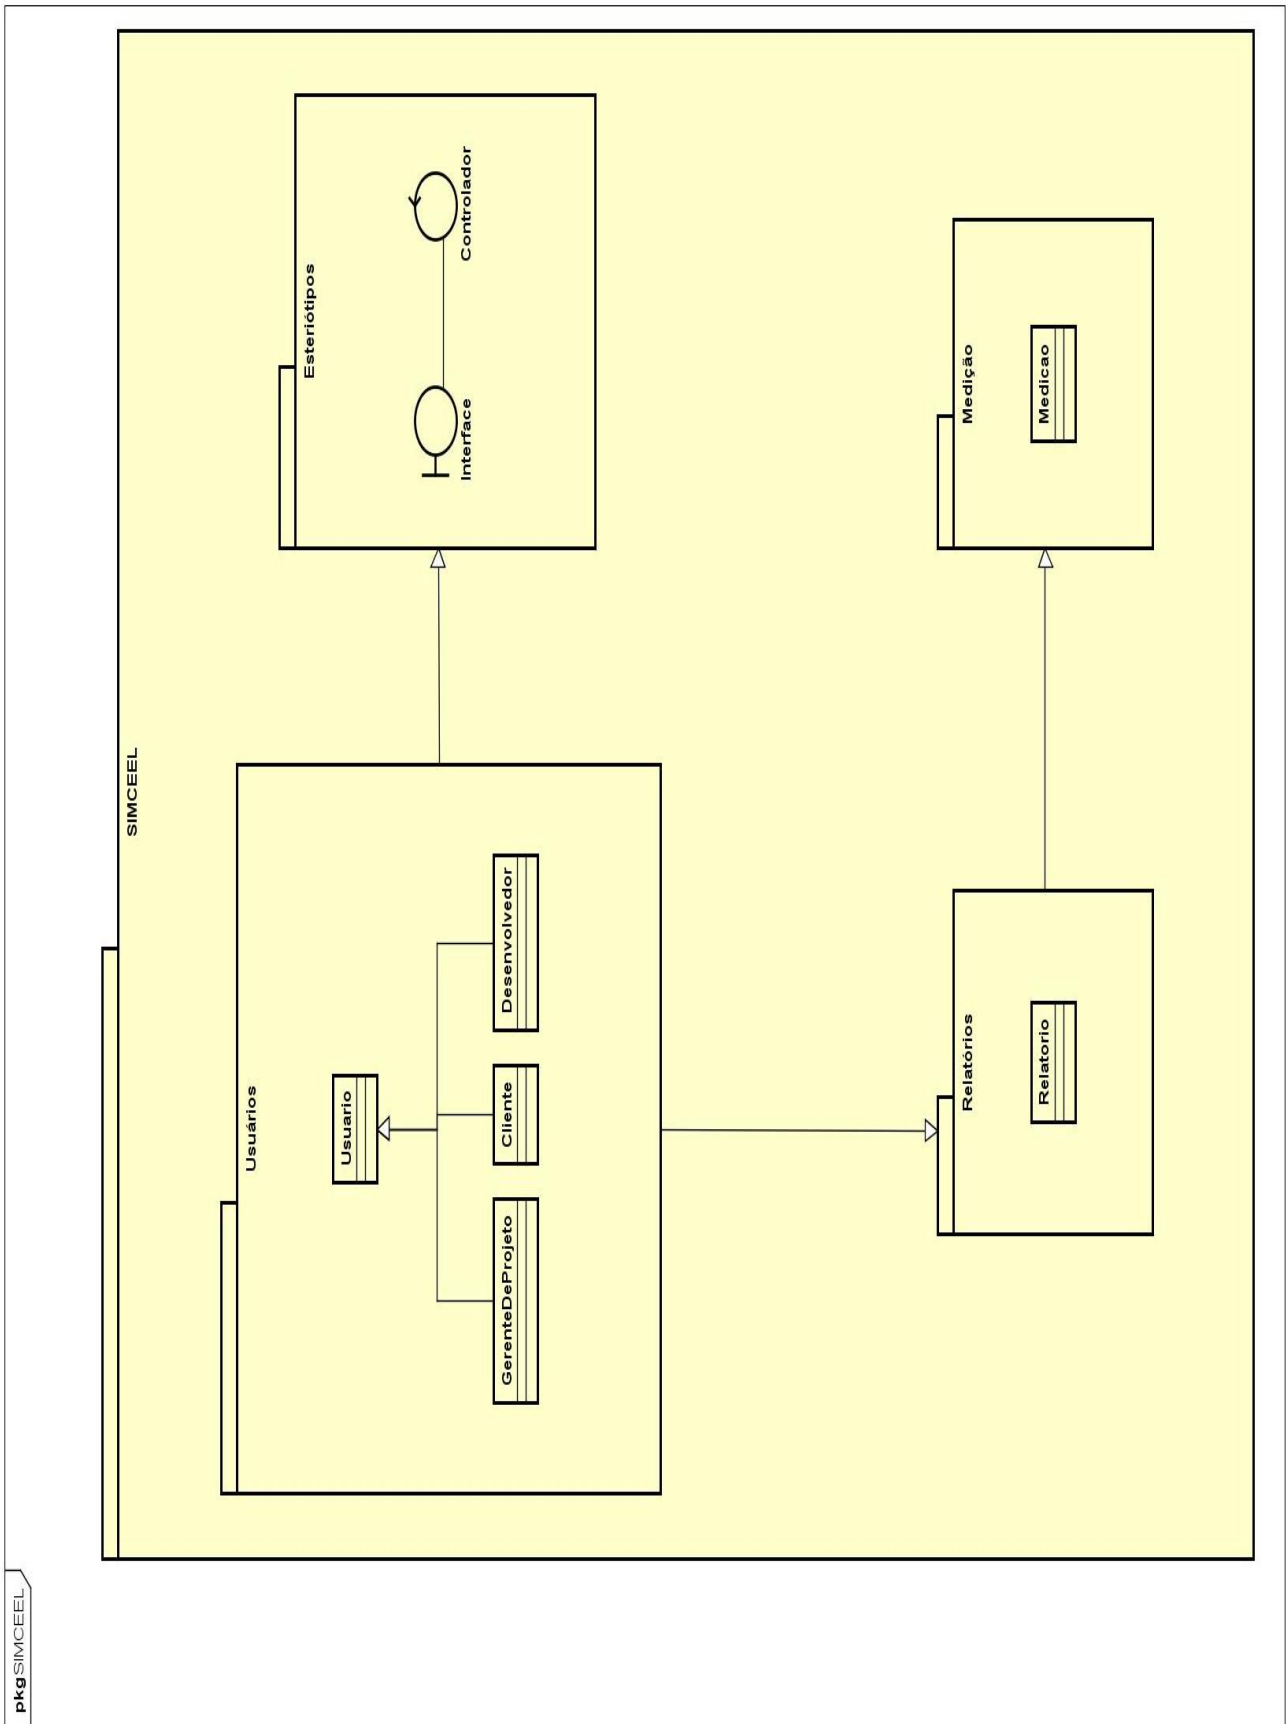 pkgSIMCEEL
SIMCEEL
Usuários
Usuario
GerenteDeProjeto
Cliente
Desenvolvedor
Esteriótipos
Interface
Controlador
Relatórios
Relatorio
Medição
Medicao